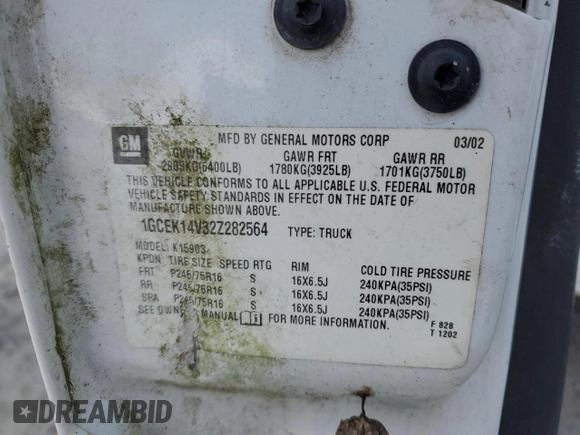 GM
MFD BY GENERAL MOTORS CORP 03/02
GVWR GAWR FRT GAWR RR
2903KG(6400LB) 1780KG(3925LB) 1701KG(3750LB)
THIS VEHICLE CONFORMS TO ALL APPLICABLE U.S. FEDERAL MOTOR
VEHICLE SAFETY STANDARDS IN EFFECT ON THE DATE OF
MANUFACTURE SHOWN ABOVE.
1GCEK14V32Z282564 TYPE: TRUCK
MODEL: K15903
KPDN TIRE SIZE SPEED RTG RIM COLD TIRE PRESSURE
FRT P245/75R16 S 16X6.5J 240KPA(35PSI)
RR P245/75R16 S 16X6.5J 240KPA(35PSI)
SPA P245/75R16 S 16X6.5J 240KPA(35PSI)
SEE OWNERS MANUAL FOR MORE INFORMATION.
F 828
T 1202
DREAMBID